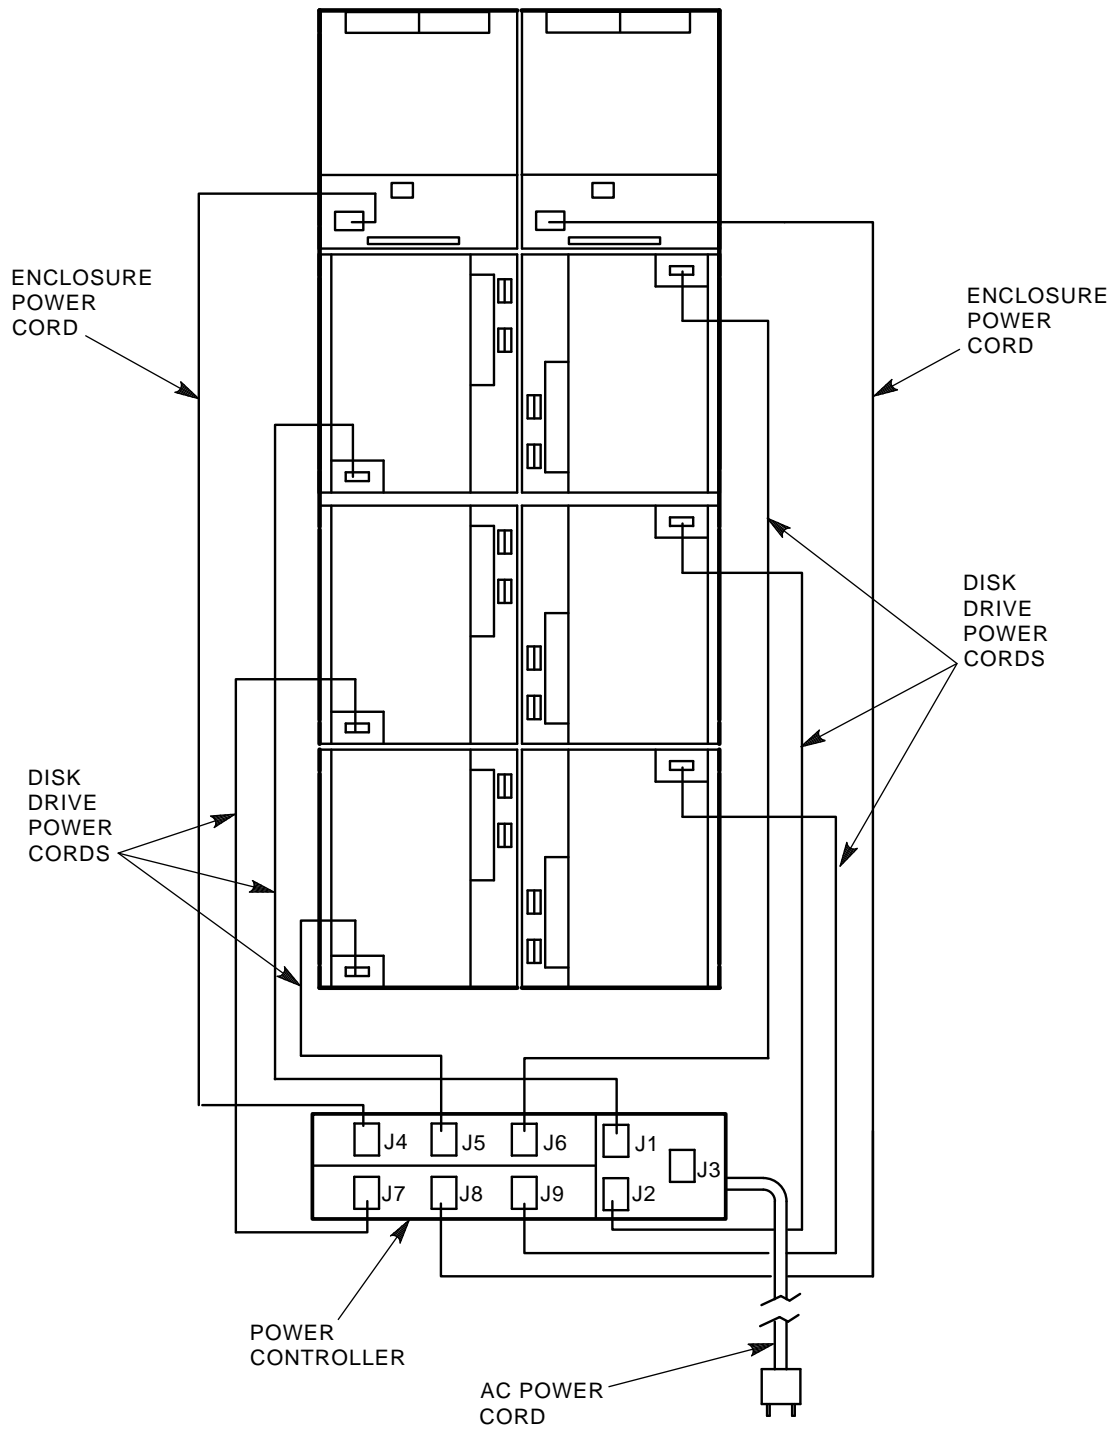 ENCLOSURE
POWER
CORD
ENCLOSURE
POWER
CORD
DISK
DRIVE
POWER
CORDS
DISK
DRIVE
POWER
CORDS
J4
J5
J6
J1
J3
J7
J8
J9
J2
POWER
CONTROLLER
AC POWER
CORD